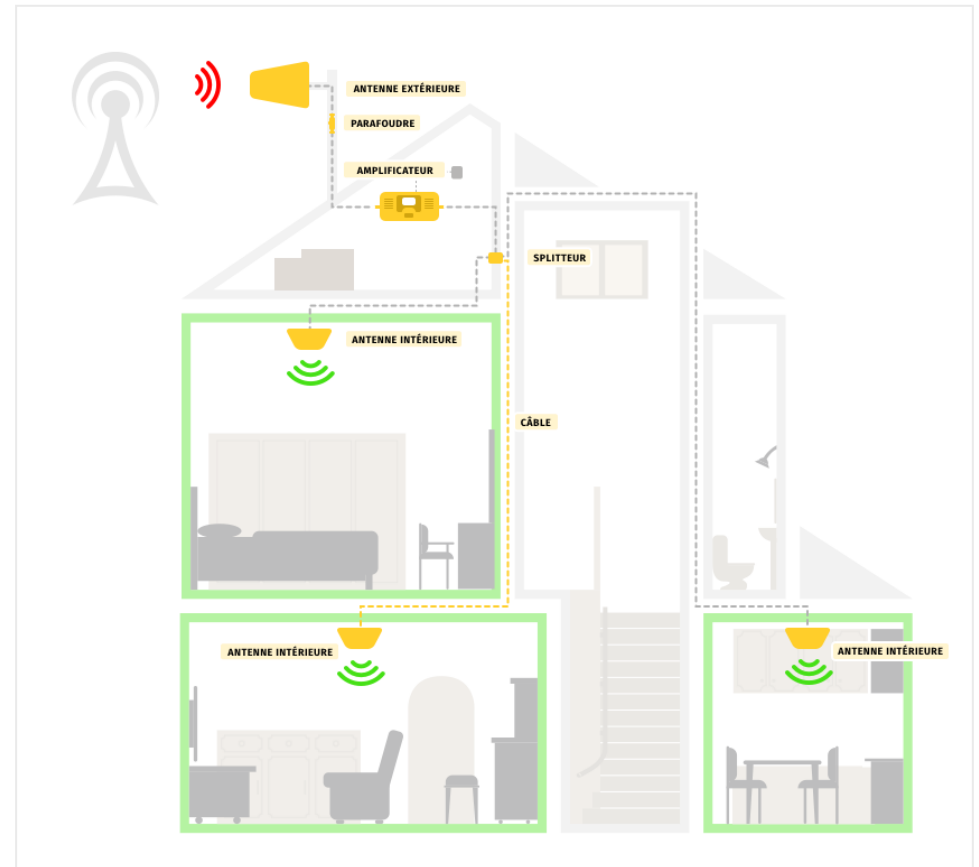 ANTENNE EXTÉRIEURE
PARAFOUDRE
AMPLIFICATEUR
SPLITTEUR
ANTENNE INTÉRIEURE
CÂBLE
ANTENNE INTÉRIEURE
ANTENNE INTÉRIEURE